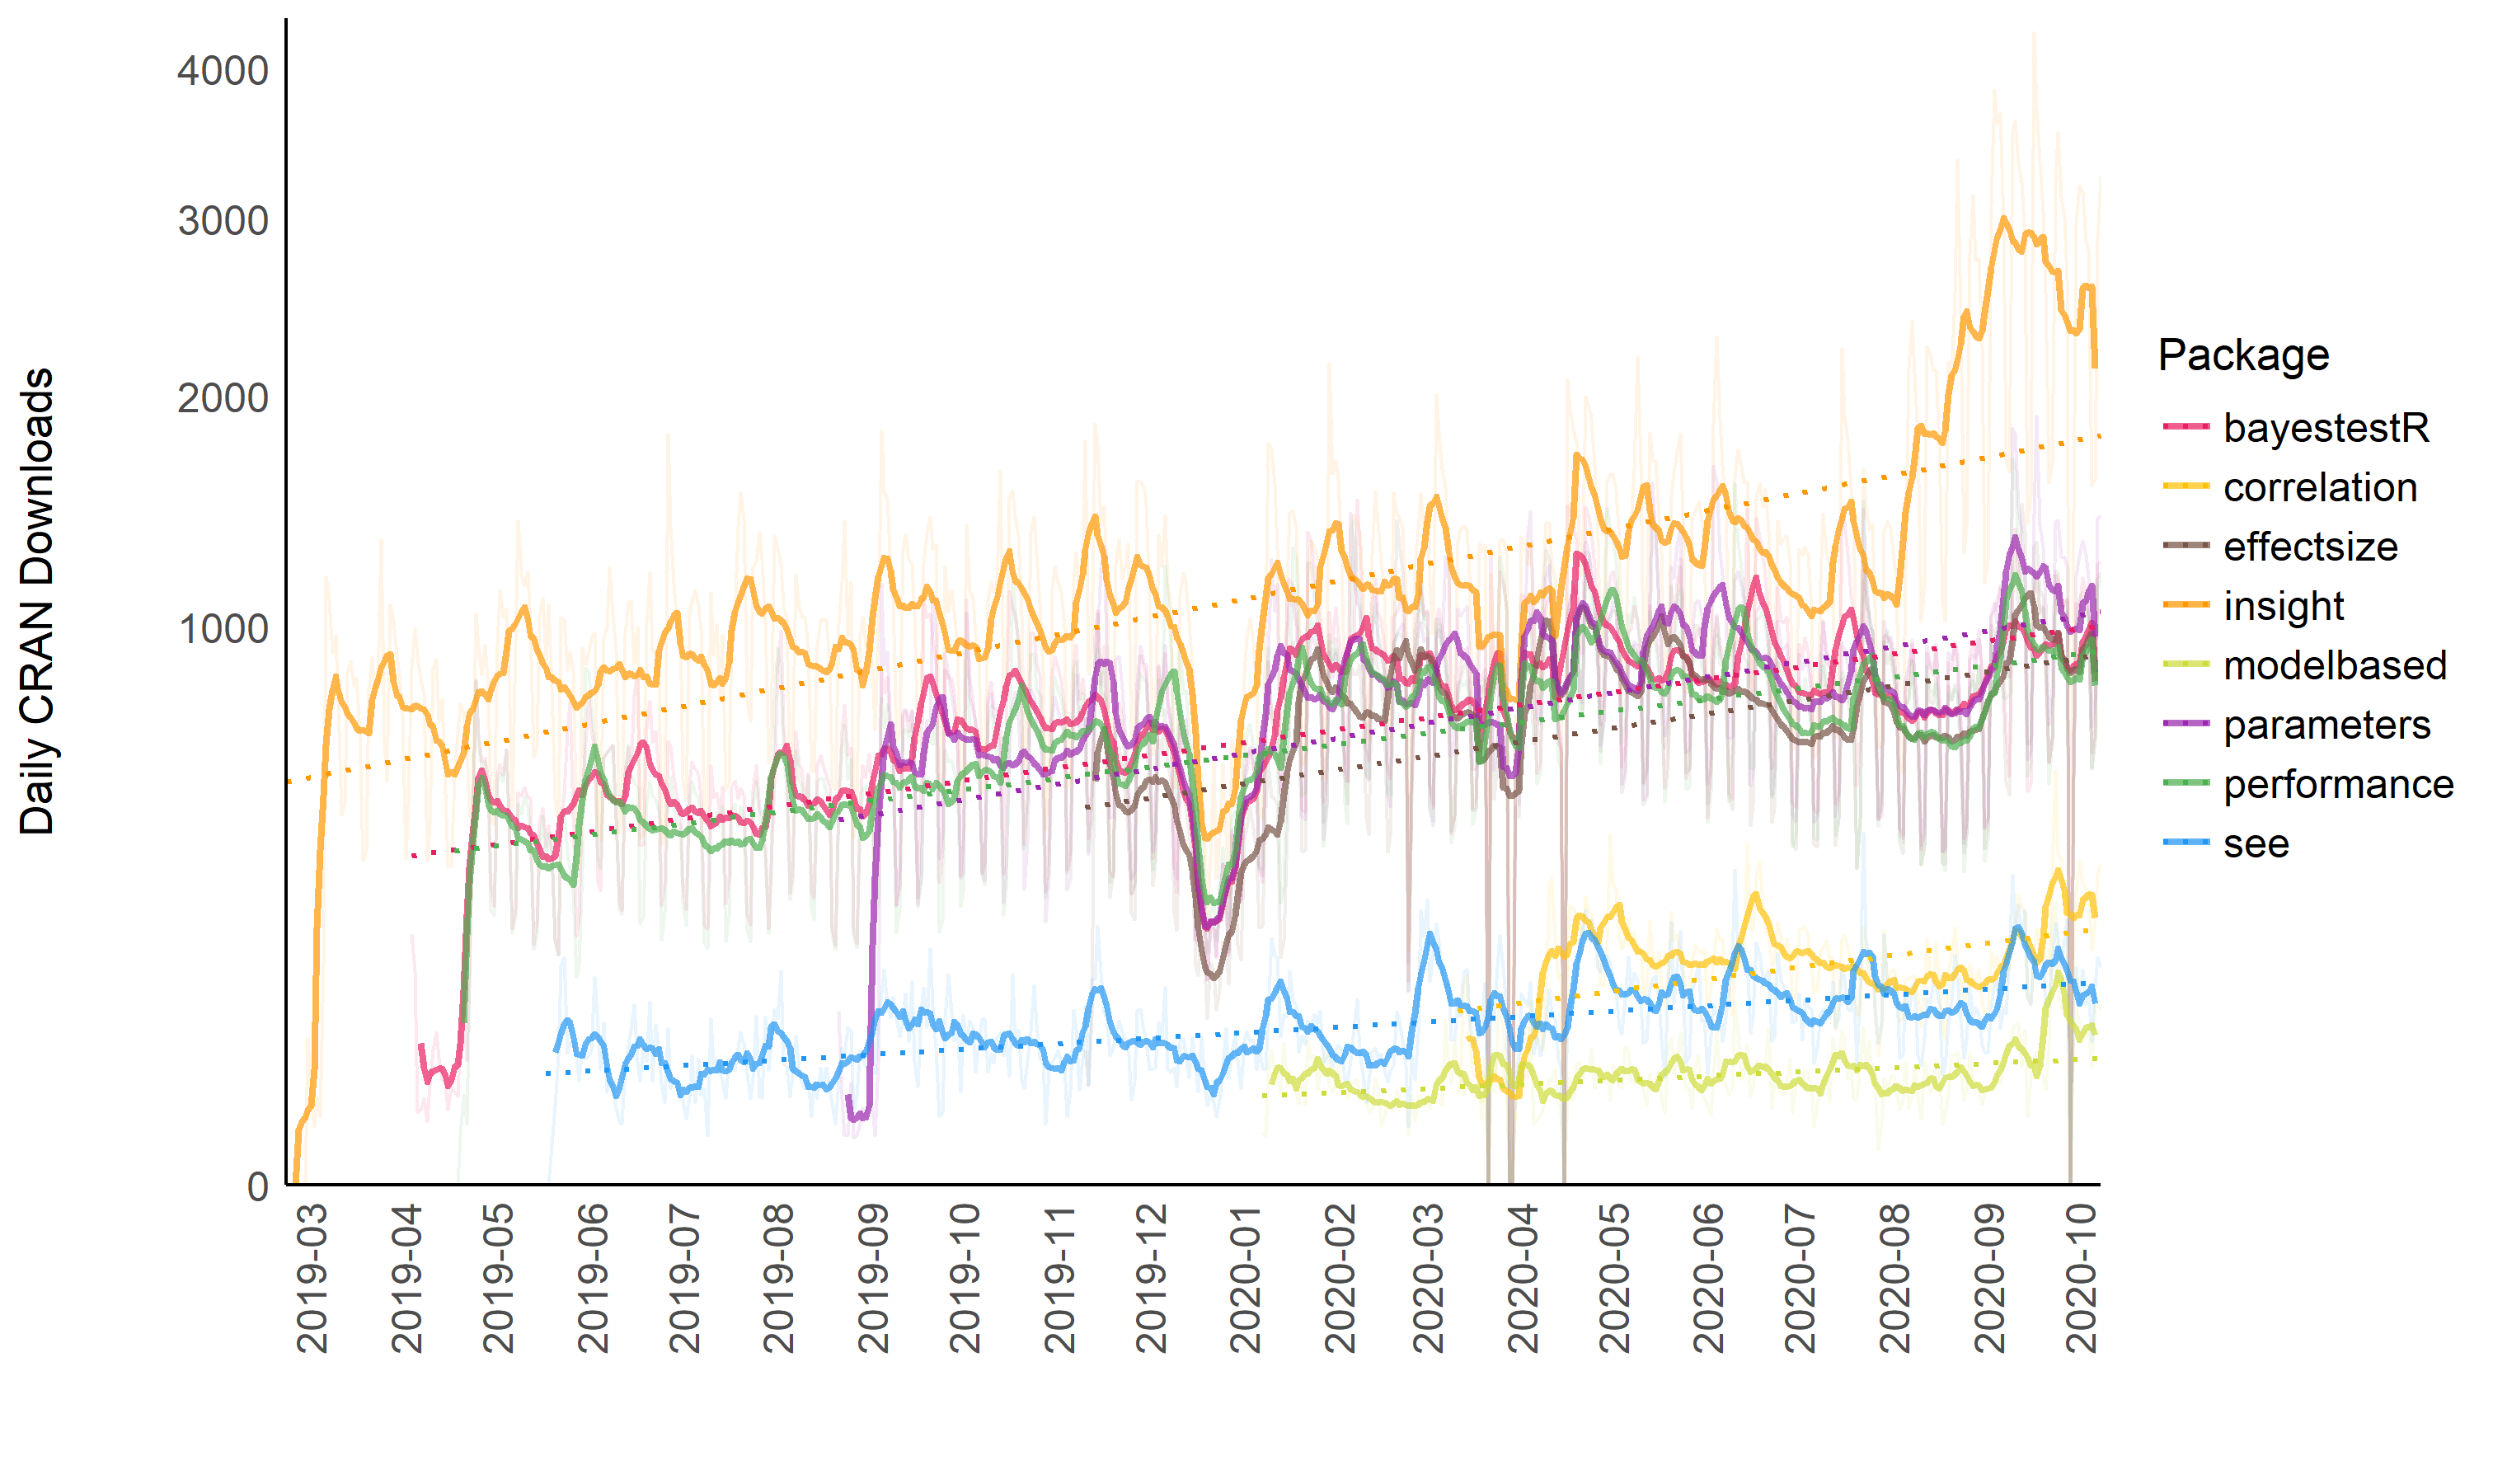 Daily CRAN Downloads
4000
3000
2000
1000
0
2019-03
2019-04
2019-05
2019-06
2019-07
2019-08
2019-09
2019-10
2019-11
2019-12
2020-01
2020-02
2020-03
2020-04
2020-05
2020-06
2020-07
2020-08
2020-09
2020-10
Package
bayestestR
correlation
effectsize
insight
modelbased
parameters
performance
see